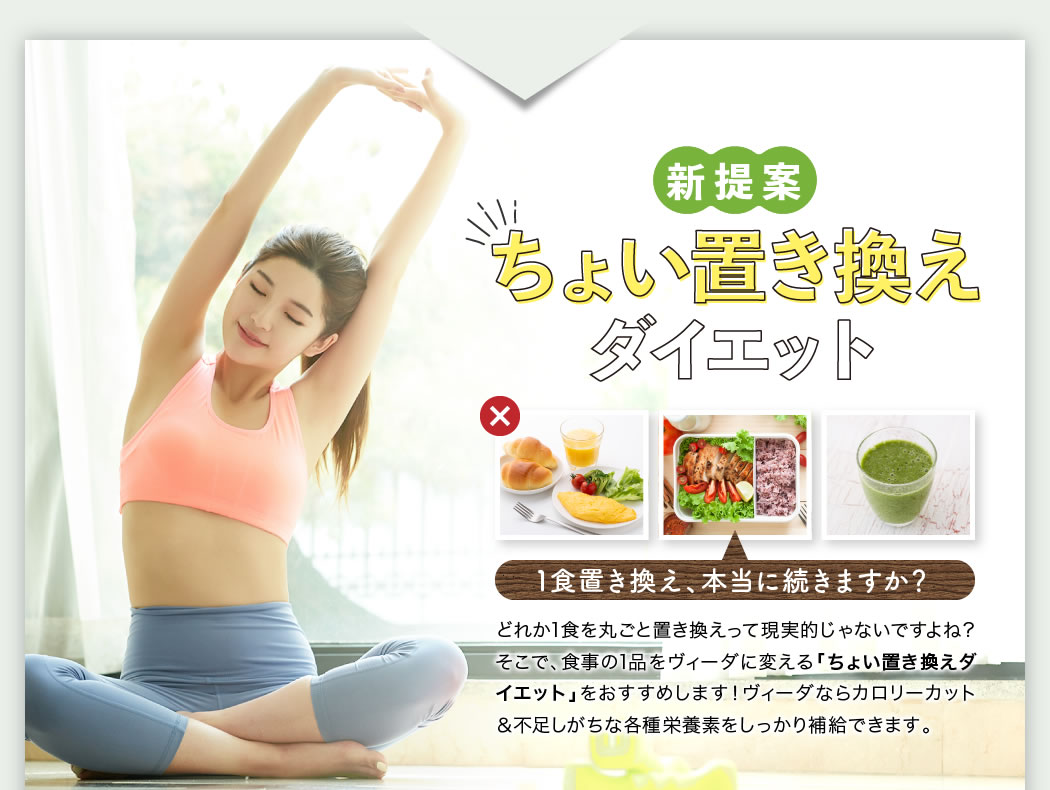 新提案
ちょい置き換え
ダイエット
1食置き換え、本当に続きますか？
どれか1食を丸ごと置き換えって現実的じゃないですよね？
そこで、食事の1品をヴィーダに変える「ちょい置き換えダ
イエット」をおすすめします！ヴィーダならカロリーカット
＆不足しがちな各種栄養素をしっかり補給できます。